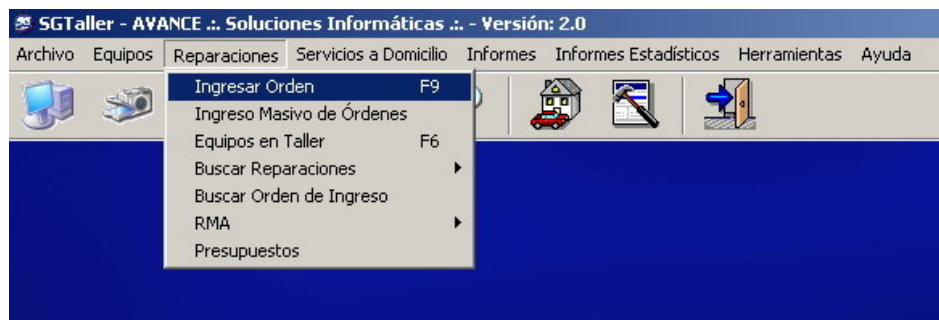 SGTaller - AVANCE .:. Soluciones Informáticas .:. - Versión: 2.0
Archivo Equipos Reparaciones Servicios a Domicilio Informes Informes Estadísticos Herramientas Ayuda
Ingresar Orden F9
Ingreso Masivo de Órdenes
Equipos en Taller F6
Buscar Reparaciones
Buscar Orden de Ingreso
RMA
Presupuestos